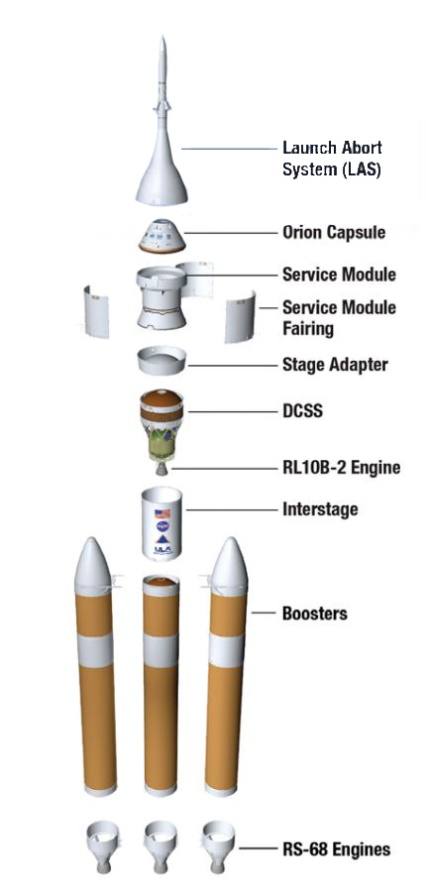 Launch Abort
System (LAS)
Orion Capsule
Service Module
Service Module
Fairing
Stage Adapter
DCSS
RL10B-2 Engine
Interstage
ULA
Boosters
RS-68 Engines